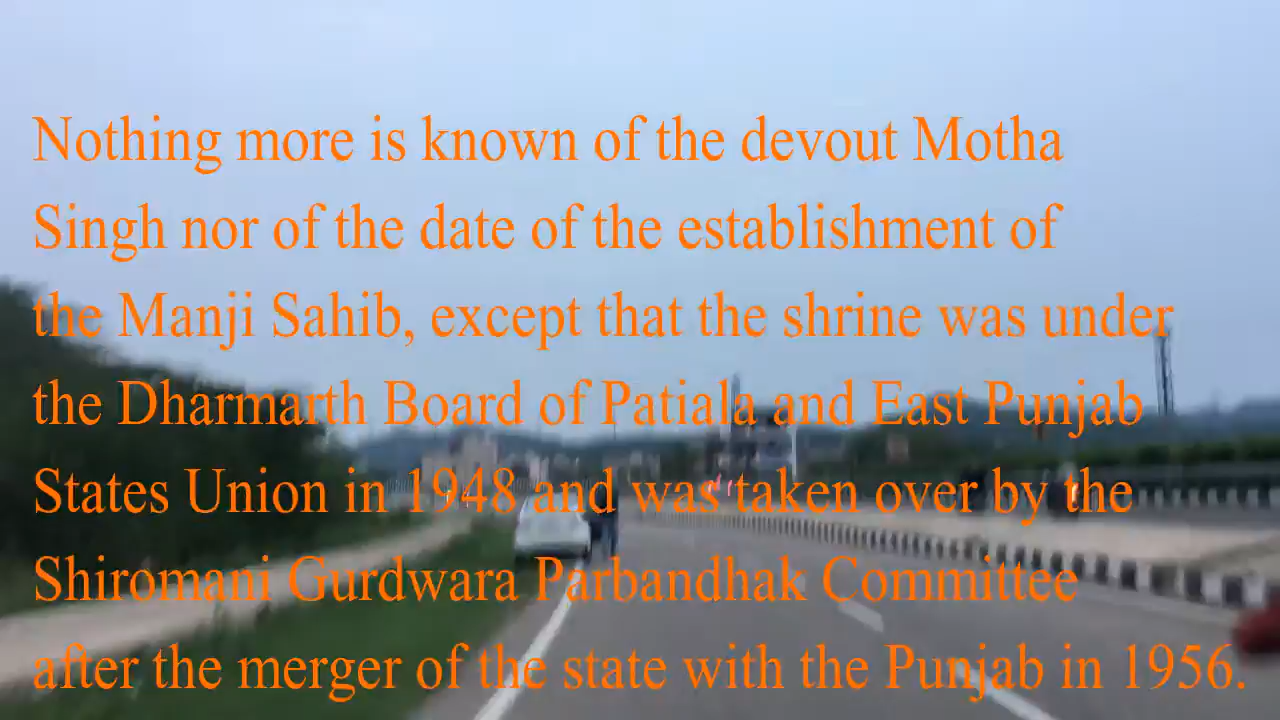 Nothing more is known of the devout Motha
Singh nor of the date of the establishment of
the Manji Sahib, except that the shrine was under
the Dharmarth Board of Patiala and East Punjab
States Union in 1948 and was taken over by the
Shiromani Gurdwara Parbandhak Committee
after the merger of the state with the Punjab in 1956.